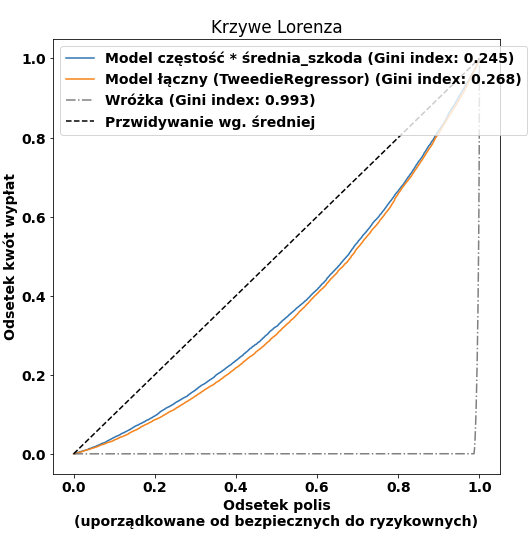 Krzywe Lorenza
Model częstość * średnia_szkoda (Gini index: 0.245)
Model łączny (TweedieRegressor) (Gini index: 0.268)
Wróżka (Gini index: 0.993)
Przwidywanie wg. średniej
Odsetek kwót wypłat
1.0
0.8
0.6
0.4
0.2
0.0
0.0 0.2 0.4 0.6 0.8 1.0
Odsetek polis
(uporządkowane od bezpiecznych do ryzykownych)